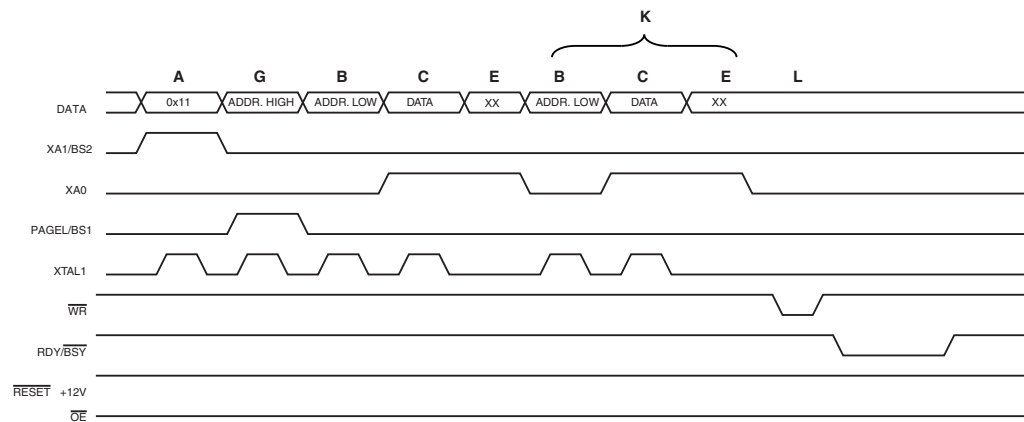 K
A G B C E B C E L
DATA 0x11 ADDR. HIGH ADDR. LOW DATA XX ADDR. LOW DATA XX
XA1/BS2
XA0
PAGEL/BS1
XTAL1
WR
RDY/BSY
RESET +12V
OE